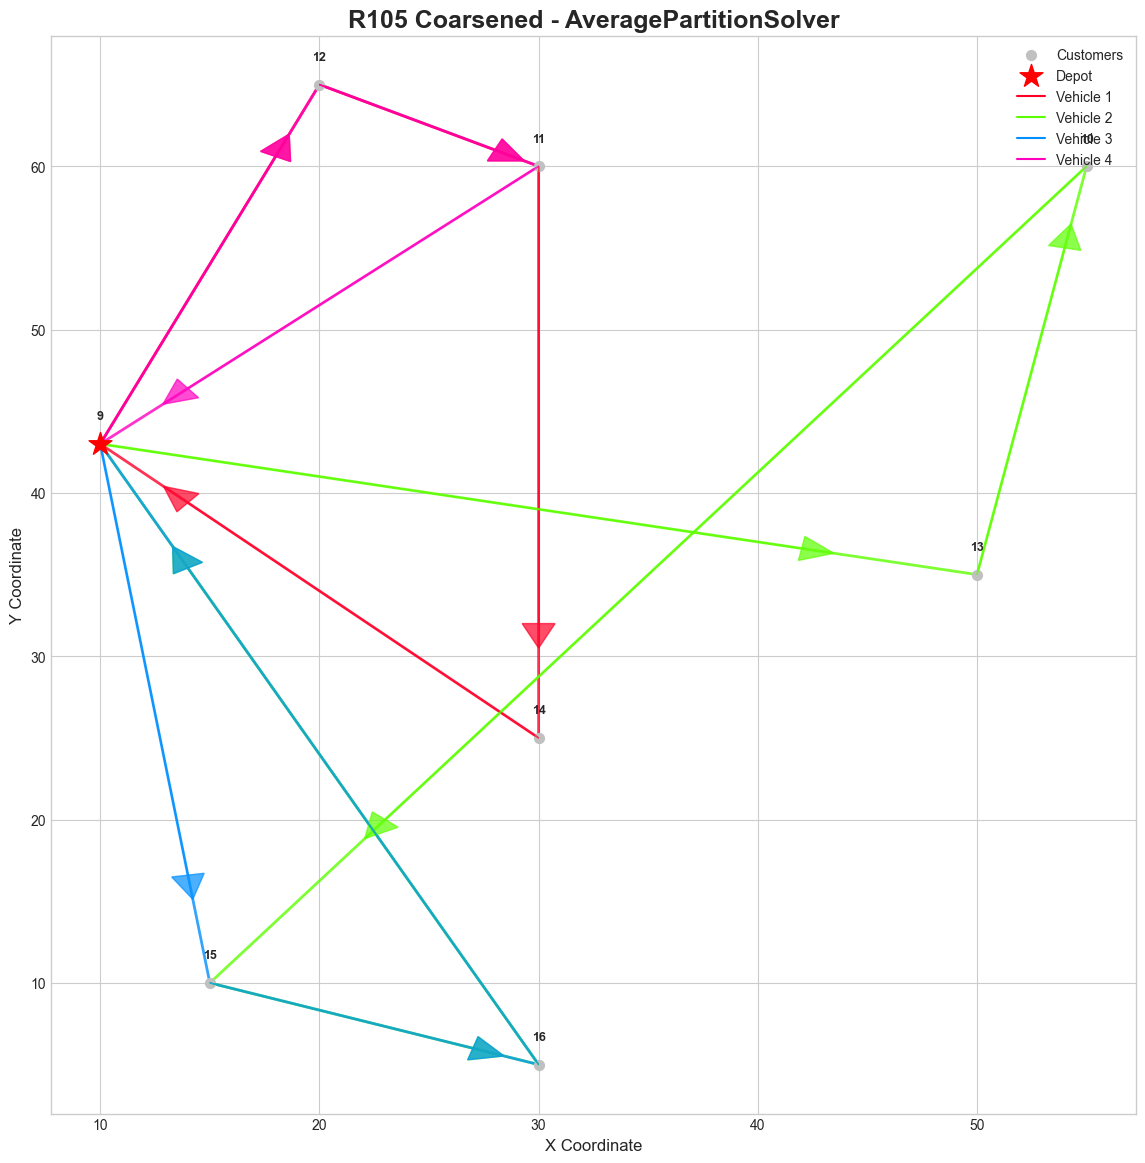 R105 Coarsened - AveragePartitionSolver
Customers
Depot
Vehicle 1
Vehicle 2
Vehicle 3
Vehicle 4
12
11
10
9
13
14
15
16
60
50
40
30
20
10
Y Coordinate
10
20
30
40
50
X Coordinate